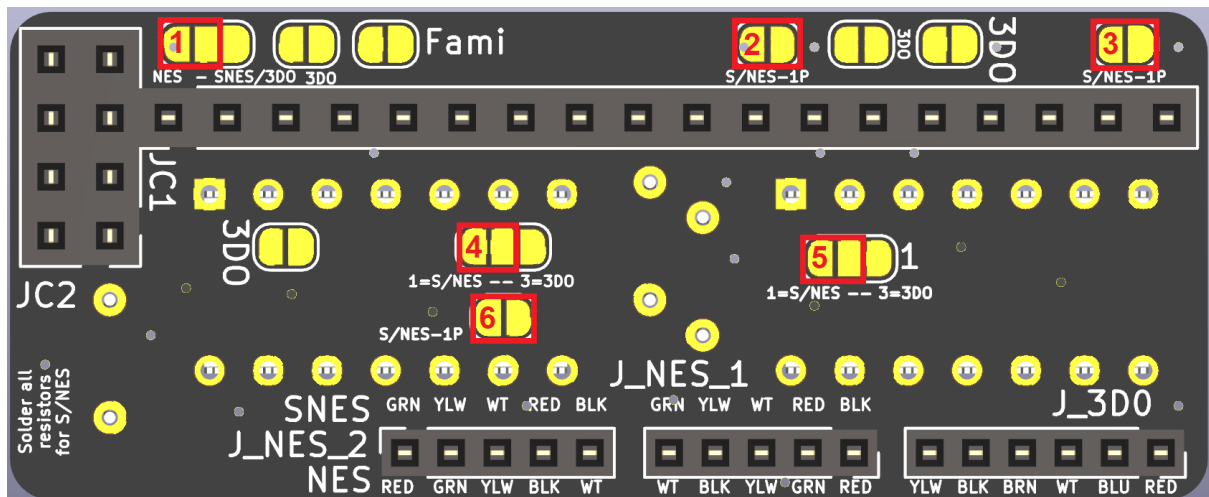 1
Fami
2
3DO
3DO
3
NES - SNES/3DO
3DO
S/NES-1P
S/NES-1P
JC1
3DO
4
5
1
1=S/NES -- 3=3DO
1=S/NES -- 3=3DO
JC2
6
S/NES-1P
J_NES_1
Solder all
resistors
for S/NES
SNES GRN YLW WT RED BLK
GRN YLW WT RED BLK
J_3DO
J_NES_2
NES RED GRN YLW BLK WT
WT BLK YLW GRN RED
YLW BLK BRN WT BLU RED